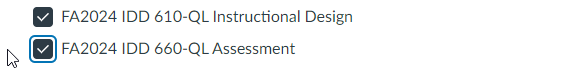 FA2024 IDD 610-QL Instructional Design
FA2024 IDD 660-QL Assessment